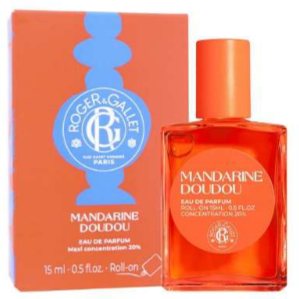 ROGER & GALLET
RG
RUE SAINT HONORÉ
PARIS
MANDARINE
DOUDOU
EAU DE PARFUM
Maxi concentration 20%
15 ml · 0.5 fl.oz · Roll-on
RG
MANDARINE
DOUDOU
EAU DE PARFUM
ROLL-ON 15ML · 0.5 FL.OZ
CONCENTRATION 20%